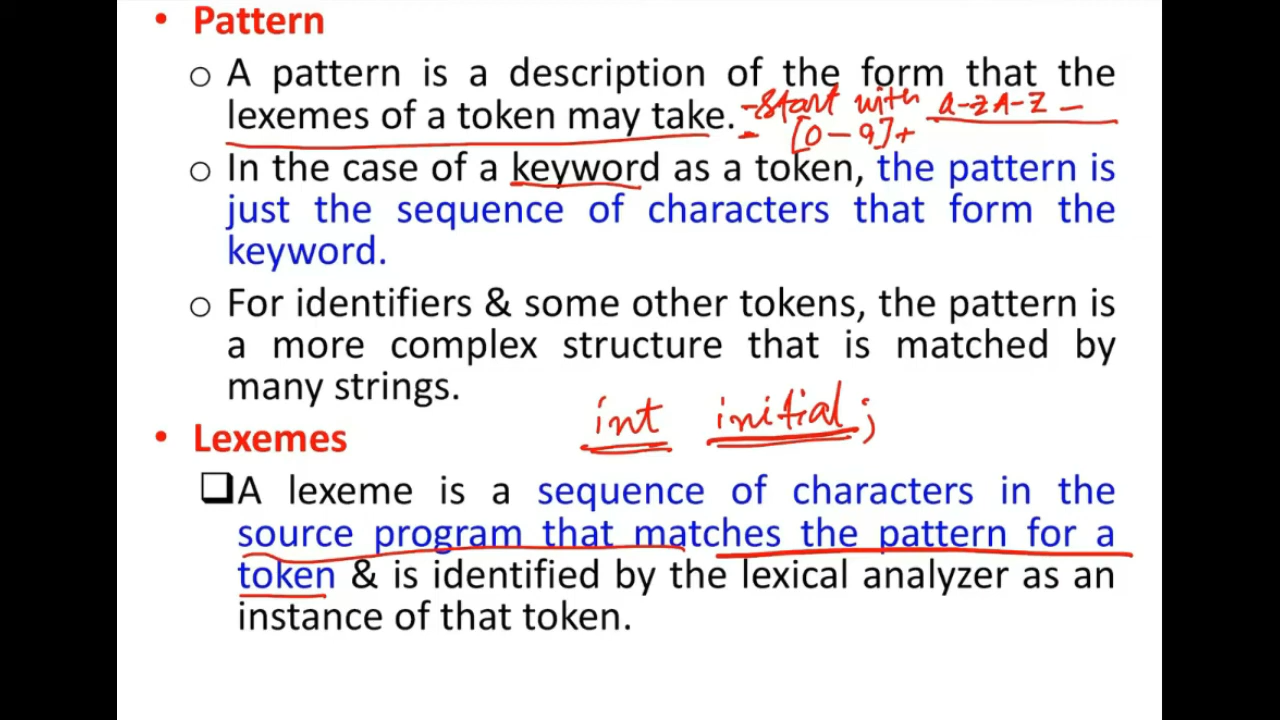 • Pattern
○ A pattern is a description of the form that the
lexemes of a token may take. -Start with a-zA-Z _
- [0-9]+
○ In the case of a keyword as a token, the pattern is
just the sequence of characters that form the
keyword.
○ For identifiers & some other tokens, the pattern is
a more complex structure that is matched by
many strings.
int initial;
• Lexemes
❑A lexeme is a sequence of characters in the
source program that matches the pattern for a
token & is identified by the lexical analyzer as an
instance of that token.